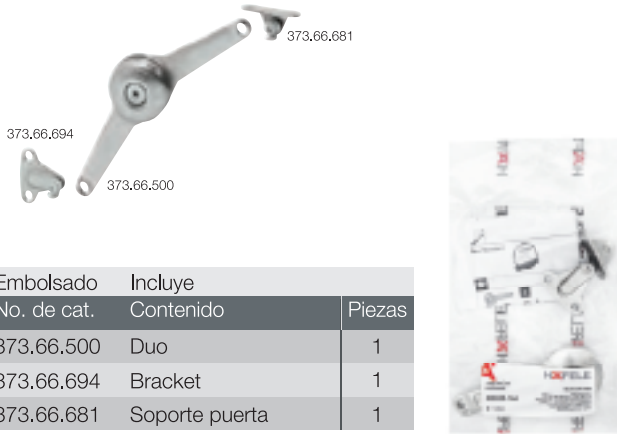 373.66.681
373.66.694
373.66.500
Embolsado Incluye
No. de cat. Contenido Piezas
373.66.500 Duo 1
373.66.694 Bracket 1
373.66.681 Soporte puerta 1
HÄFELE